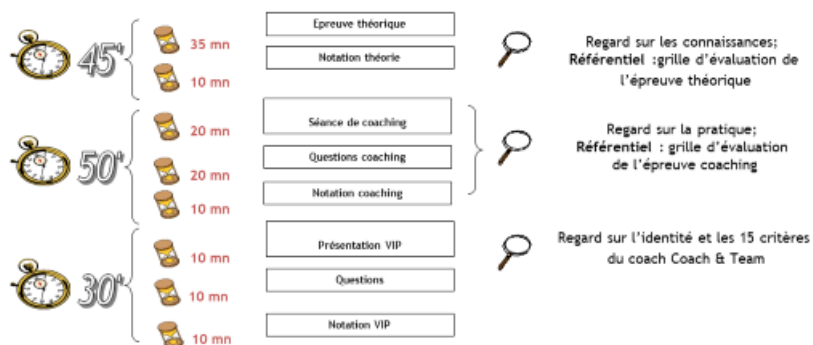 45'
35 mn
10 mn
Epreuve théorique
Notation théorie
Regard sur les connaissances;
Référentiel :grille d'évaluation de
l'épreuve théorique
50'
20 mn
20 mn
10 mn
Séance de coaching
Questions coaching
Notation coaching
Regard sur la pratique;
Référentiel : grille d'évaluation
de l'épreuve coaching
30'
10 mn
10 mn
10 mn
Présentation VIP
Questions
Notation VIP
Regard sur l'identité et les 15 critères
du coach Coach & Team